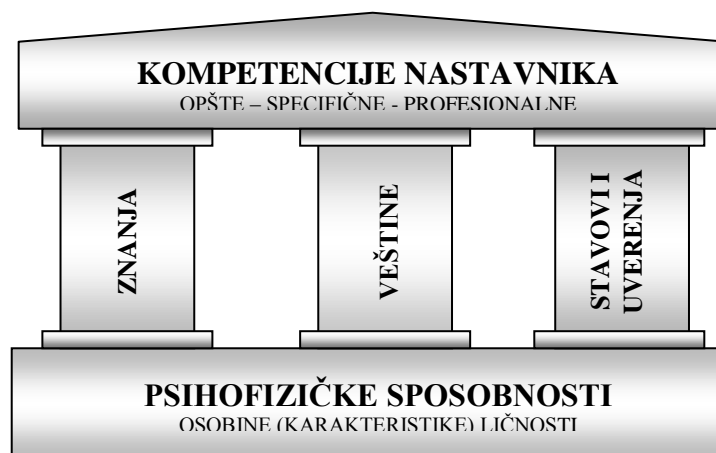 KOMPETENCIJE NASTAVNIKA
OPŠTE – SPECIFIČNE - PROFESIONALNE
ZNANJA
VEŠTINE
STAVOVI I
UVERENJA
PSIHOFIZIČKE SPOSOBNOSTI
OSOBINE (KARAKTERISTIKE) LIČNOSTI